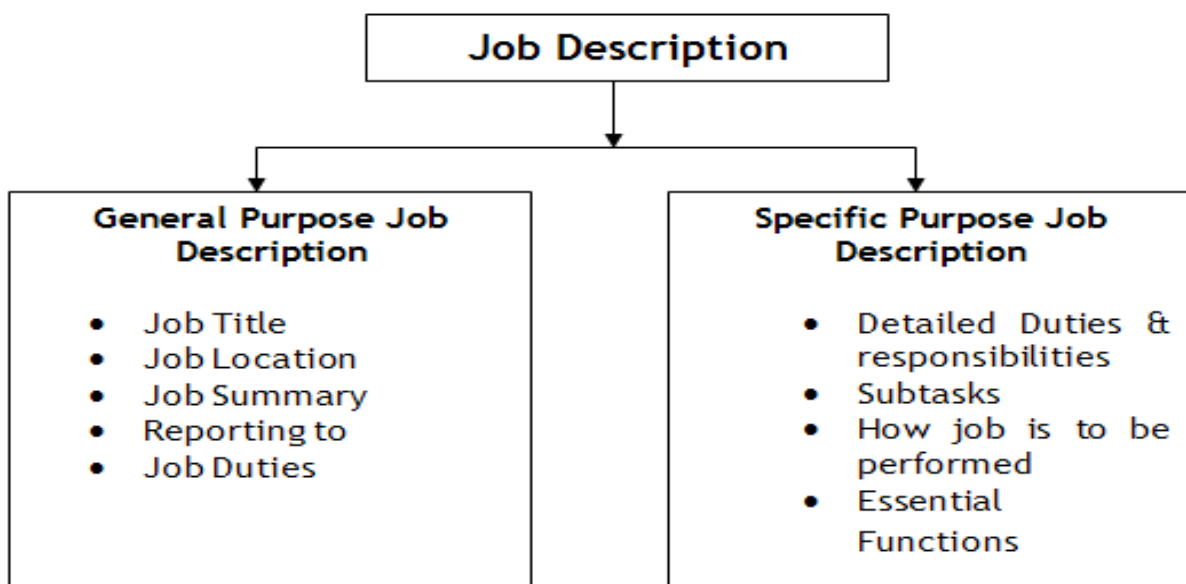 Job Description
General Purpose Job
Description
• Job Title
• Job Location
• Job Summary
• Reporting to
• Job Duties
Specific Purpose Job
Description
• Detailed Duties &
responsibilities
• Subtasks
• How job is to be
performed
• Essential
Functions